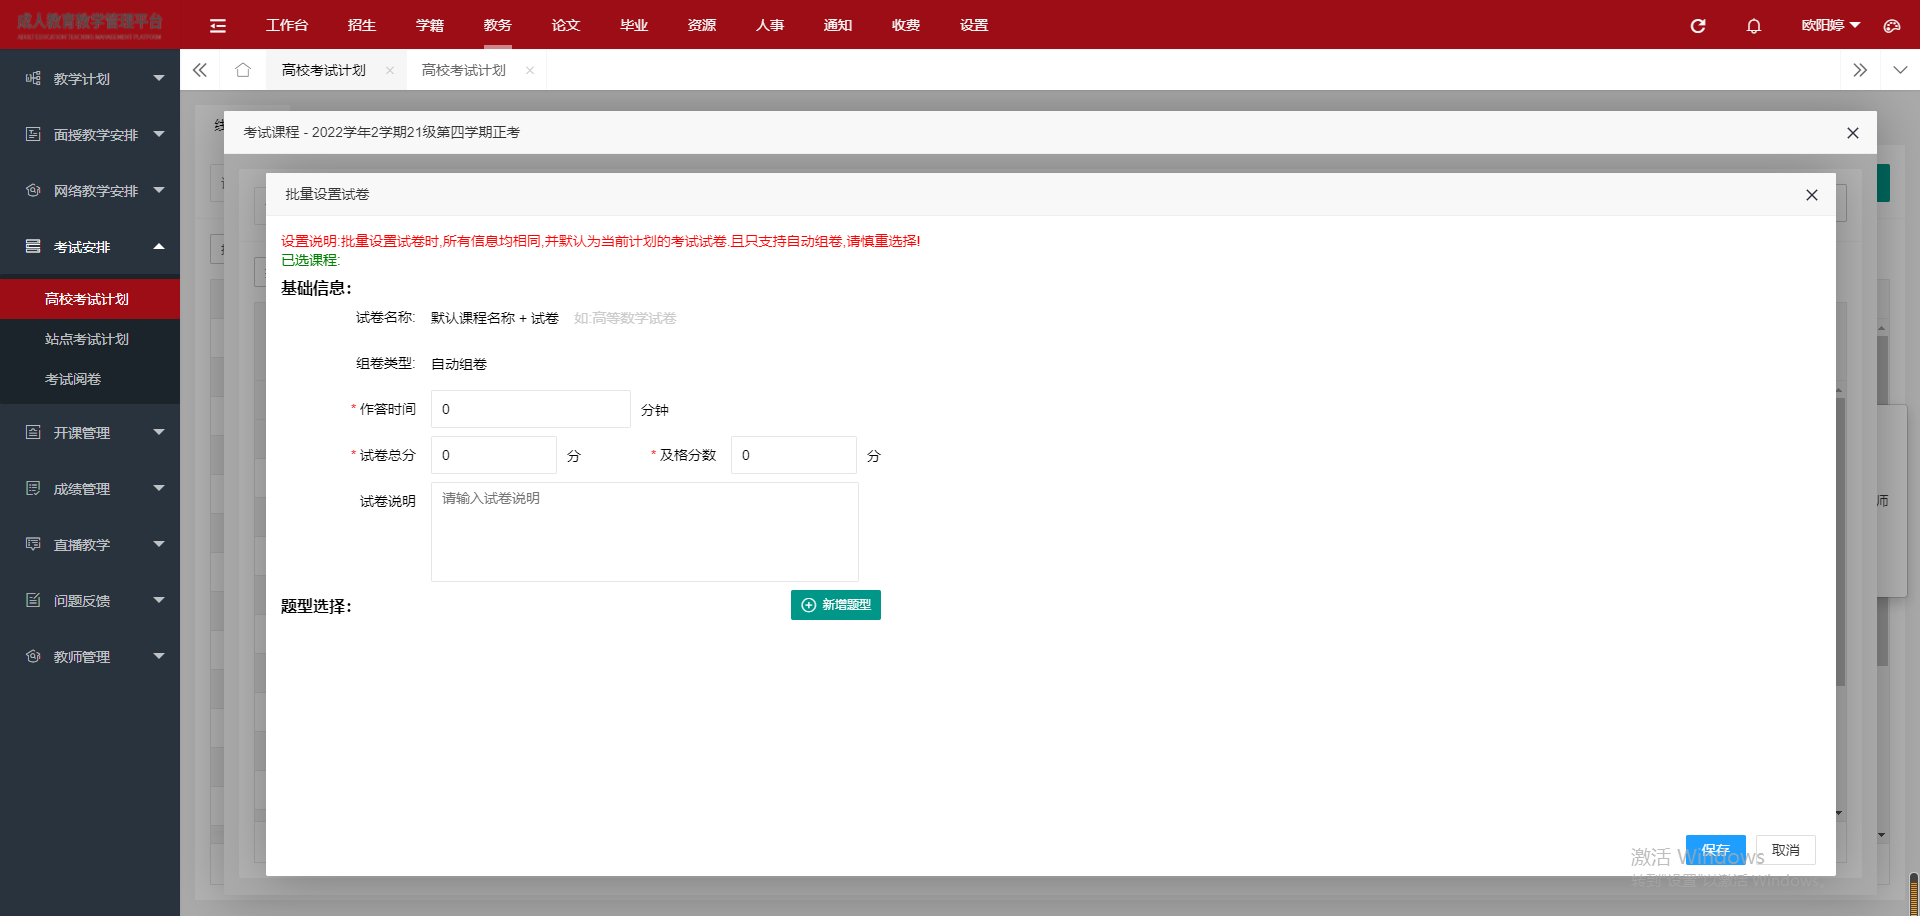 成人教育教学管理平台
工作台
招生
学籍
教务
论文
毕业
资源
人事
通知
收费
设置
欧阳婷
教学计划
面授教学安排
网络教学安排
考试安排
高校考试计划
站点考试计划
考试阅卷
开课管理
成绩管理
直播教学
问题反馈
教师管理
高校考试计划
高校考试计划
考试课程 - 2022学年2学期21级第四学期正考
批量设置试卷
设置说明:批量设置试卷时,所有信息均相同,并默认为当前计划的考试试卷.且只支持自动组卷,请慎重选择!
已选课程:
基础信息：
试卷名称: 默认课程名称 + 试卷 如:高等数学试卷
组卷类型: 自动组卷
* 作答时间 0 分钟
* 试卷总分 0 分 * 及格分数 0 分
试卷说明 请输入试卷说明
题型选择： 新增题型
师
保存 取消
激活 Windows
转到"设置"以激活 Windows。